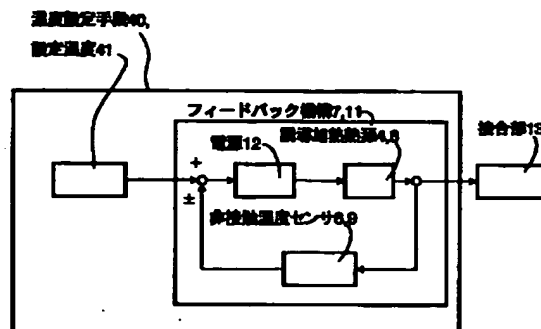 温度設定手段40,
設定温度41
フィードバック機構7,11
電源12
誘導加熱熱源4,8
接合部13
+
±
非接触温度センサ6,9